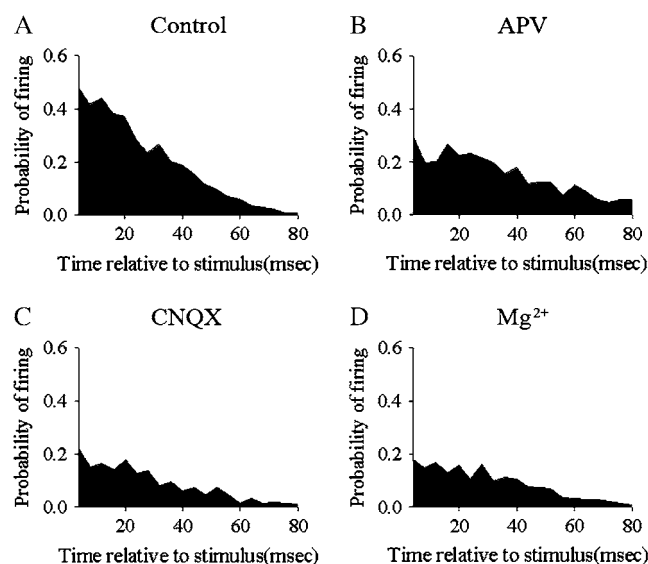 A Control
Probability of firing
0.6
0.4
0.2
0.0
20 40 60 80
Time relative to stimulus(msec)
B APV
Probability of firing
0.6
0.4
0.2
0.0
20 40 60 80
Time relative to stimulus(msec)
C CNQX
Probability of firing
0.6
0.4
0.2
0.0
20 40 60 80
Time relative to stimulus(msec)
D Mg²⁺
Probability of firing
0.6
0.4
0.2
0.0
20 40 60 80
Time relative to stimulus(msec)